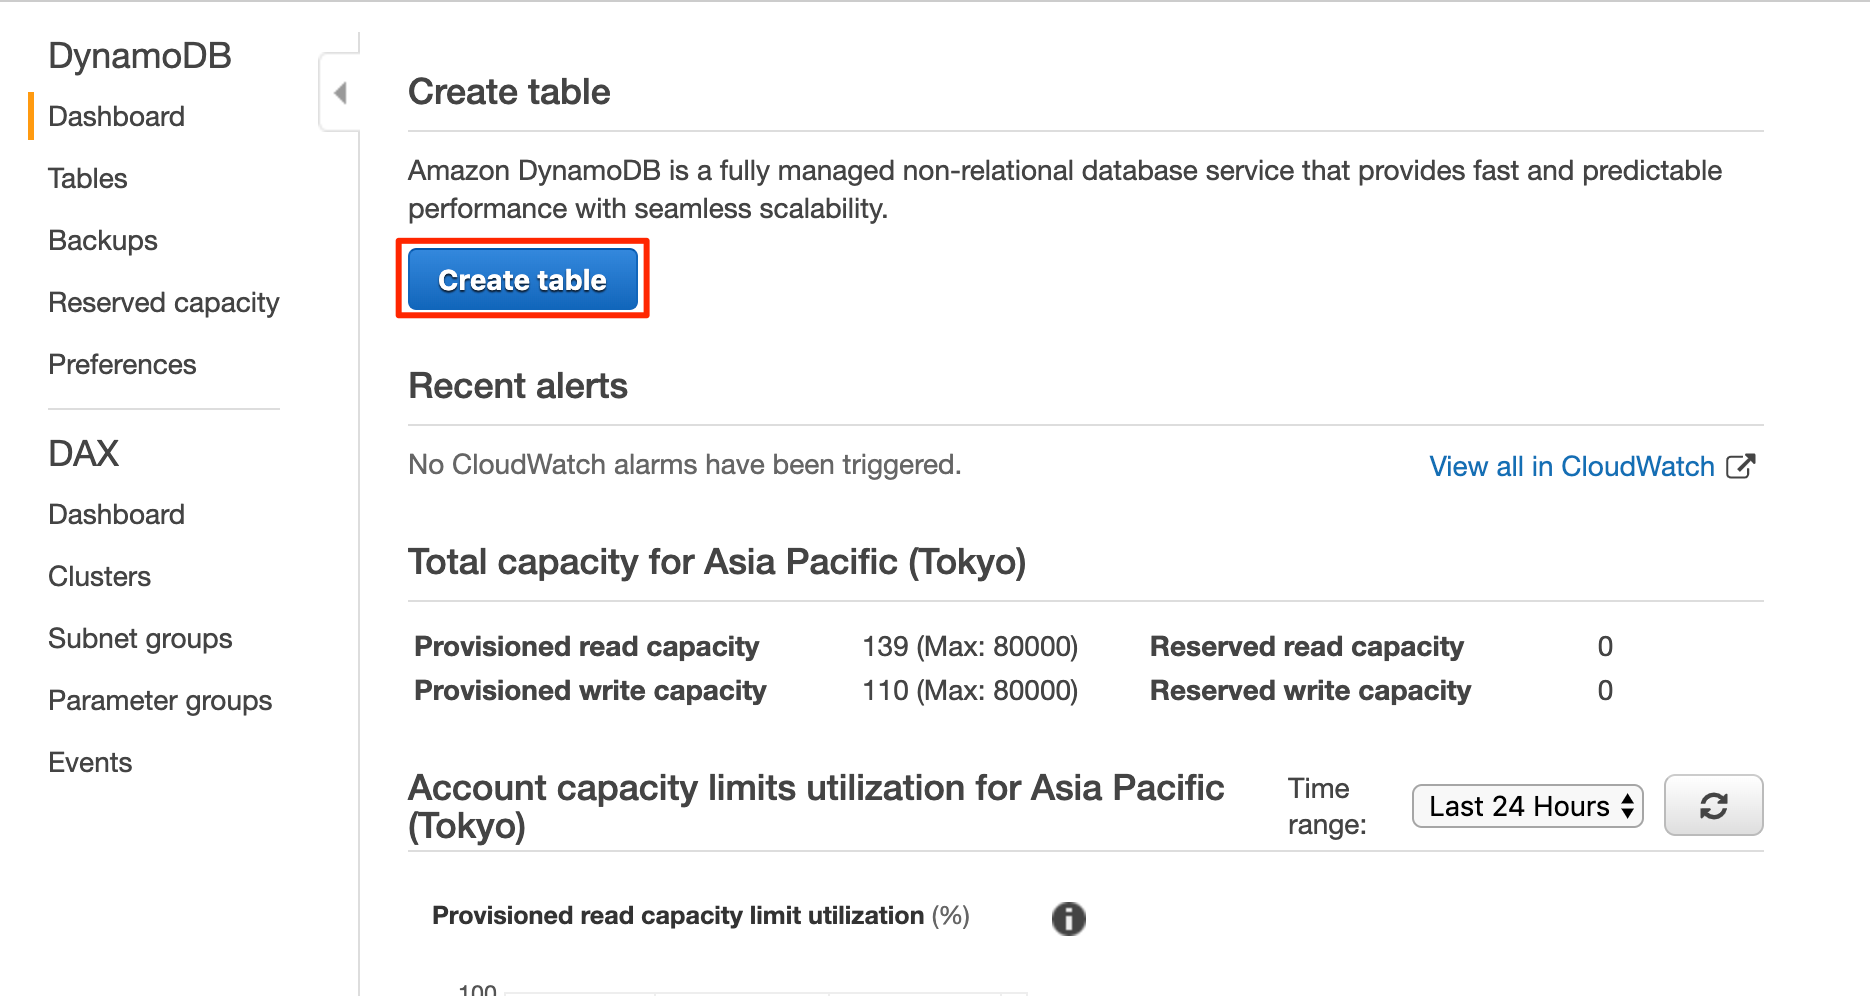 DynamoDB
Dashboard
Tables
Backups
Reserved capacity
Preferences
DAX
Dashboard
Clusters
Subnet groups
Parameter groups
Events
Create table
Amazon DynamoDB is a fully managed non-relational database service that provides fast and predictable
performance with seamless scalability.
Create table
Recent alerts
No CloudWatch alarms have been triggered.
View all in CloudWatch
Total capacity for Asia Pacific (Tokyo)
Provisioned read capacity 139 (Max: 80000) Reserved read capacity 0
Provisioned write capacity 110 (Max: 80000) Reserved write capacity 0
Account capacity limits utilization for Asia Pacific
(Tokyo)
Time
range:
Last 24 Hours
Provisioned read capacity limit utilization (%)
100